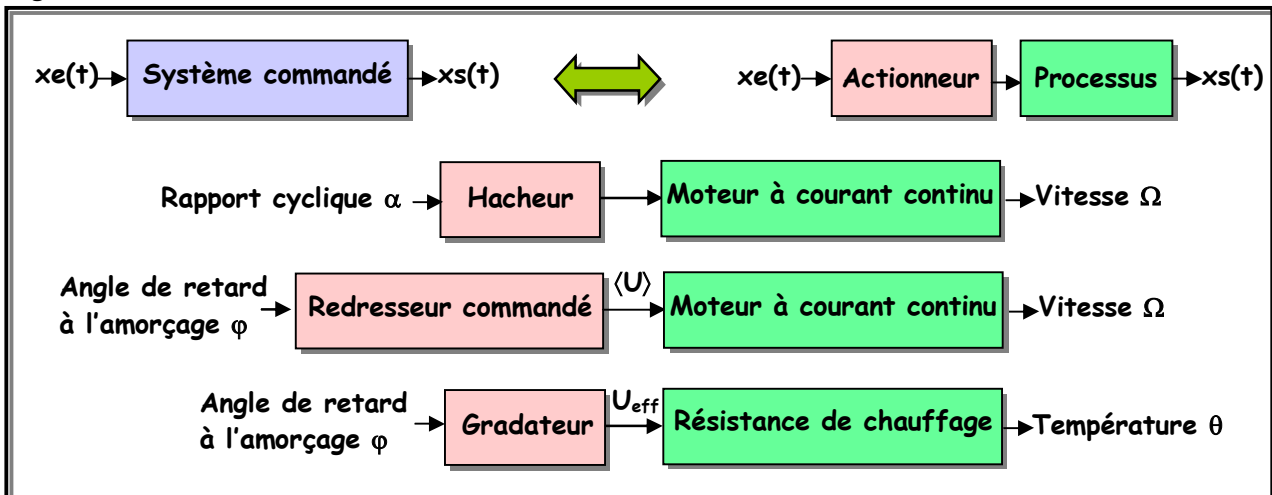 xe(t) Système commandé xs(t) xe(t) Actionneur Processus xs(t)
Rapport cyclique α Hacheur Moteur à courant continu Vitesse Ω
Angle de retard
à l'amorçage φ
Redresseur commandé ⟨U⟩ Moteur à courant continu Vitesse Ω
Angle de retard
à l'amorçage φ
Gradateur Ueff Résistance de chauffage Température θ